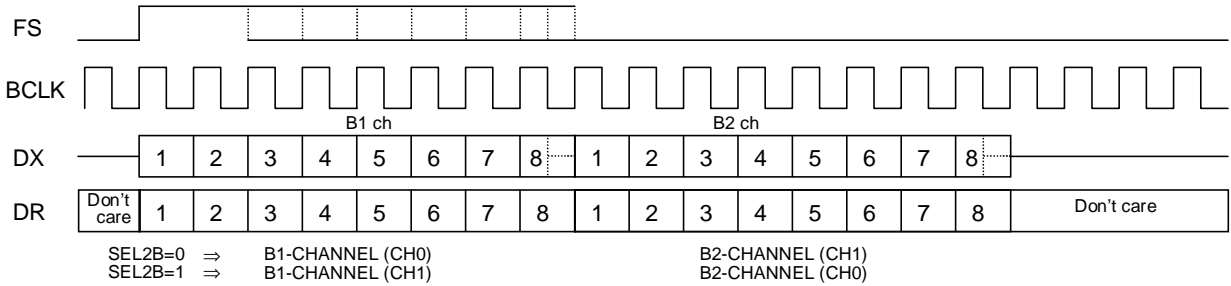 FS
BCLK
B1 ch B2 ch
DX 1 2 3 4 5 6 7 8 1 2 3 4 5 6 7 8
DR Don't care 1 2 3 4 5 6 7 8 1 2 3 4 5 6 7 8 Don't care
SEL2B=0 ⇒ B1-CHANNEL (CH0) B2-CHANNEL (CH1)
SEL2B=1 ⇒ B1-CHANNEL (CH1) B2-CHANNEL (CH0)